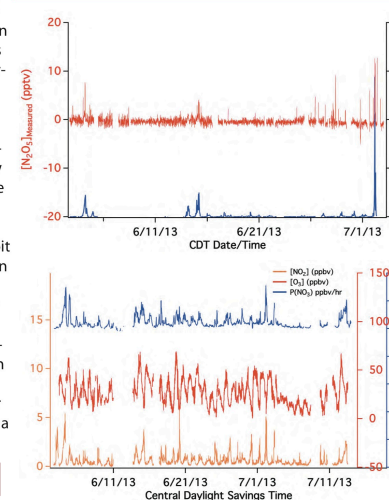 20
10
0
-10
-20
[N2O5]Measured (pptv)
6/11/13 6/21/13 7/1/13
CDT Date/Time
[NO2] (ppbv)
[O3] (ppbv)
P(NO3) ppbv/hr
15
10
5
0
150
100
50
0
-50
6/11/13 6/21/13 7/1/13 7/11/13
Central Daylight Savings Time